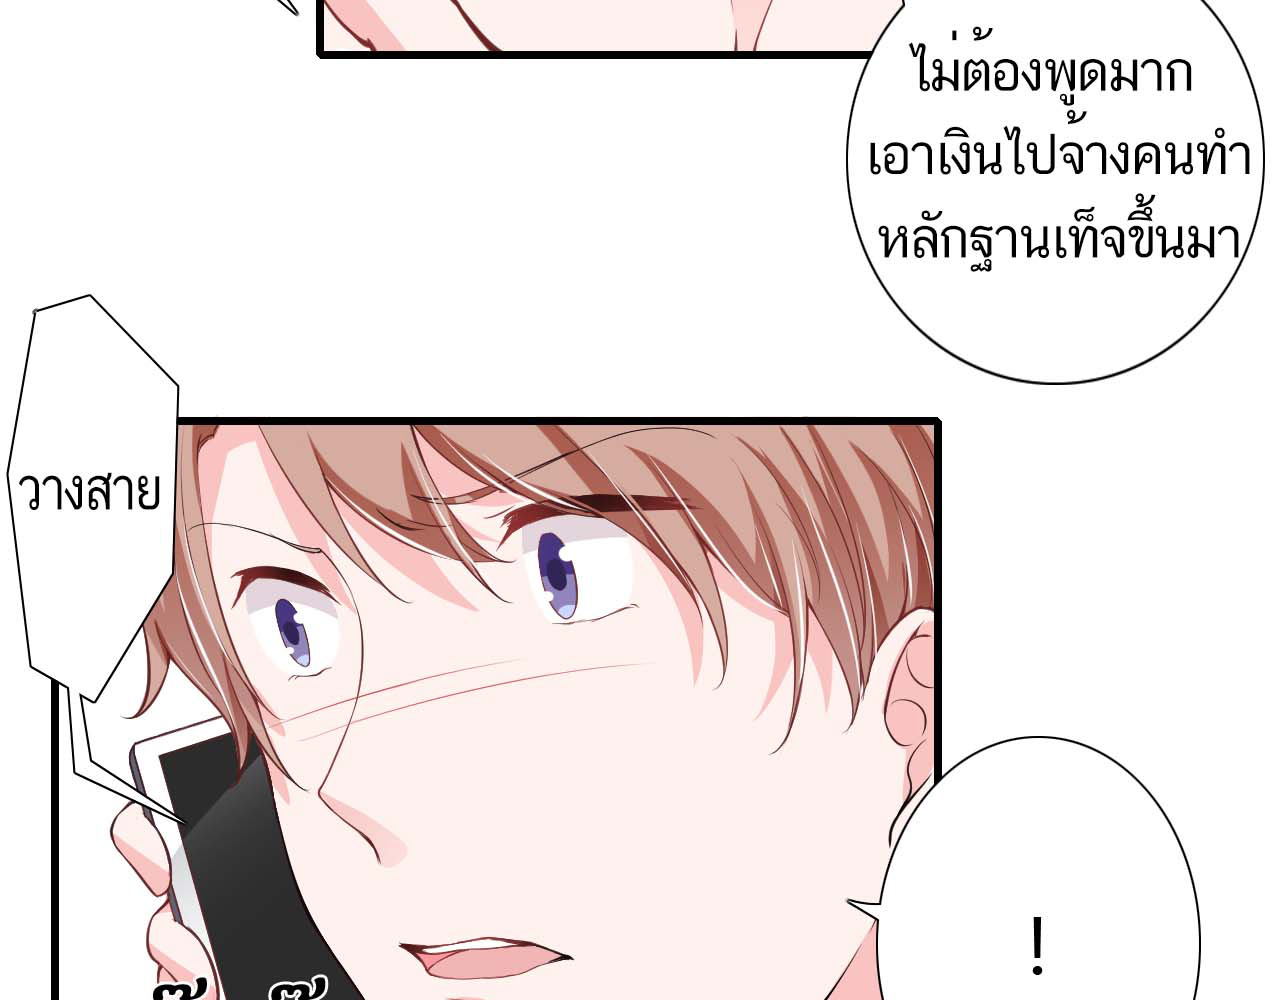 ไม่ต้องพูดมาก
เอาเงินไปจ้างคนทำ
หลักฐานเท็จขึ้นมา
วางสาย
!